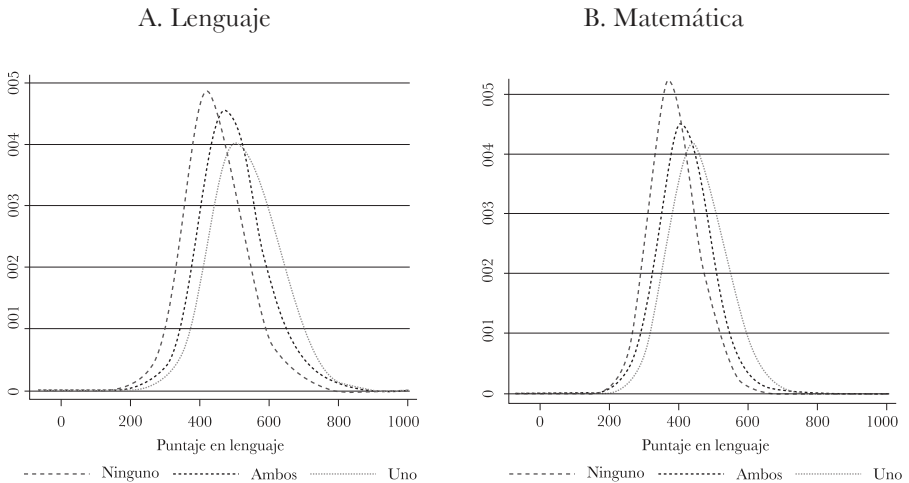 A. Lenguaje
005
004
003
002
001
0
0 200 400 600 800 1000
Puntaje en lenguaje
Ninguno Ambos Uno
B. Matemática
005
004
003
002
001
0
0 200 400 600 800 1000
Puntaje en lenguaje
Ninguno Ambos Uno